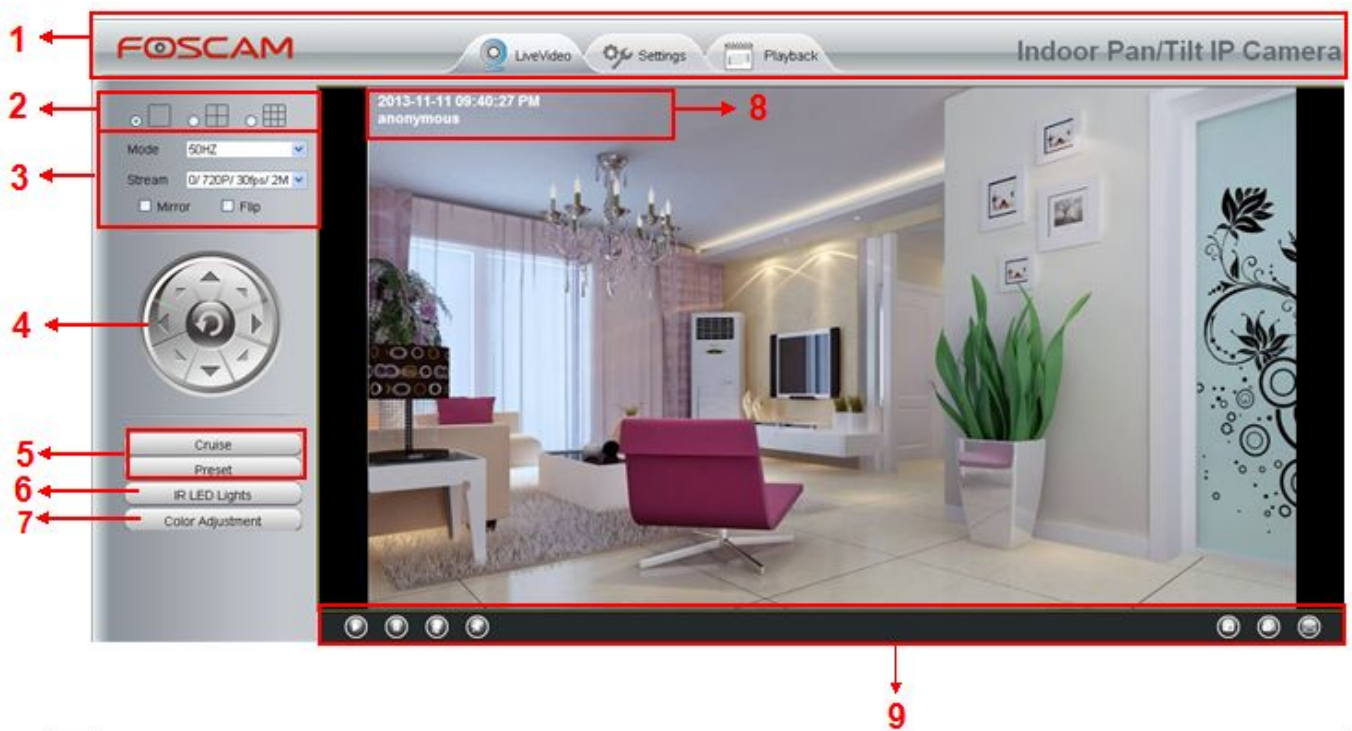 1
FOSCAM
LiveVideo
Settings
Playback
Indoor Pan/Tilt IP Camera
2
3
Mode 50HZ
Stream 0/ 720P/ 30fps/ 2M
Mirror Flip
4
5
Cruise
Preset
6
IR LED Lights
7
Color Adjustment
2013-11-11 09:40:27 PM
anonymous
8
9